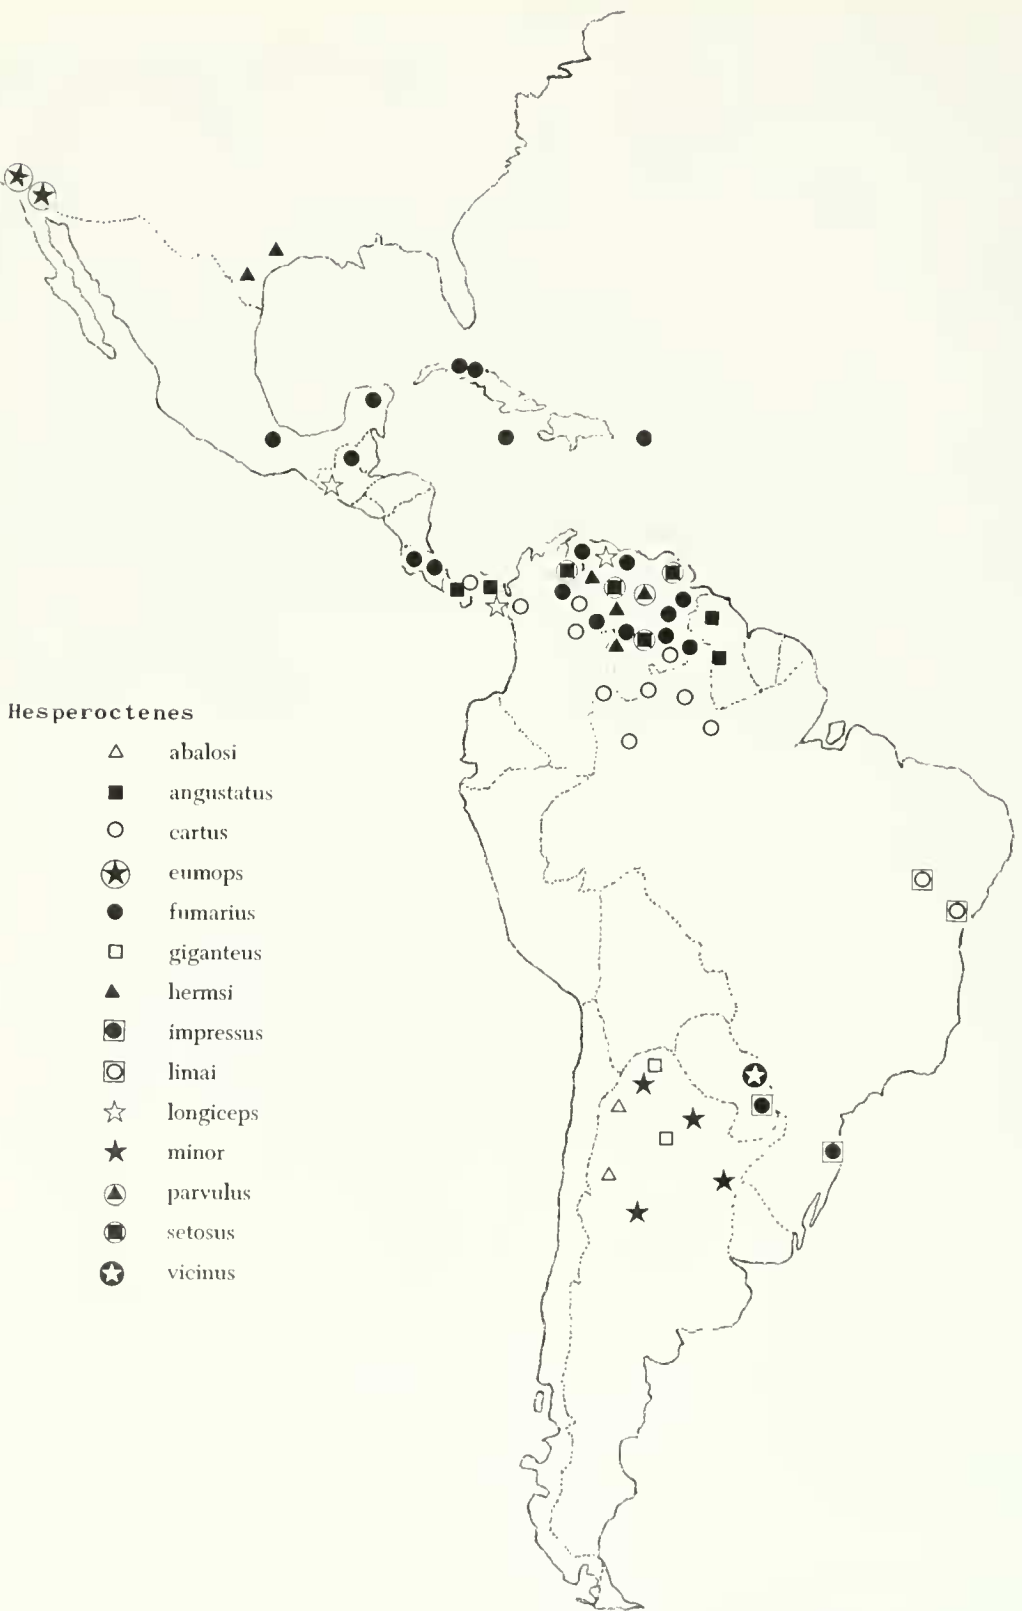 Hesperoctenes
abalosi
angustatus
cartus
eumops
fumarius
giganteus
hermsi
impressus
limai
longiceps
minor
parvulus
setosus
vicinus